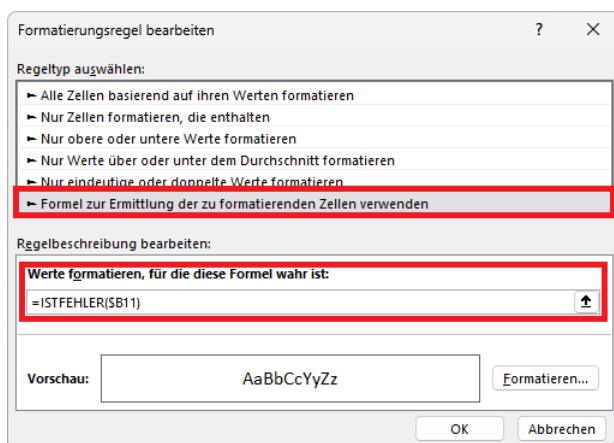 Formatierungsregel bearbeiten ? ×
Regeltyp auswählen:
► Alle Zellen basierend auf ihren Werten formatieren
► Nur Zellen formatieren, die enthalten
► Nur obere oder untere Werte formatieren
► Nur Werte über oder unter dem Durchschnitt formatieren
► Nur eindeutige oder doppelte Werte formatieren
► Formel zur Ermittlung der zu formatierenden Zellen verwenden
Regelbeschreibung bearbeiten:
Werte formatieren, für die diese Formel wahr ist:
=ISTFEHLER($B11)
Vorschau: AaBbCcYyZz Formatieren...
OK Abbrechen